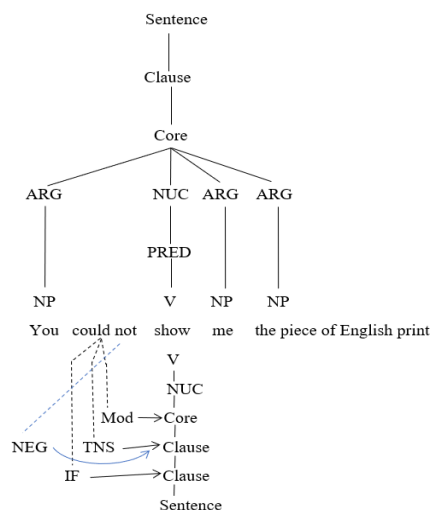 Sentence
Clause
Core
ARG NUC ARG ARG
PRED
NP V NP NP
You could not show me the piece of English print
V
NUC
Mod Core
NEG TNS Clause
IF Clause
Sentence